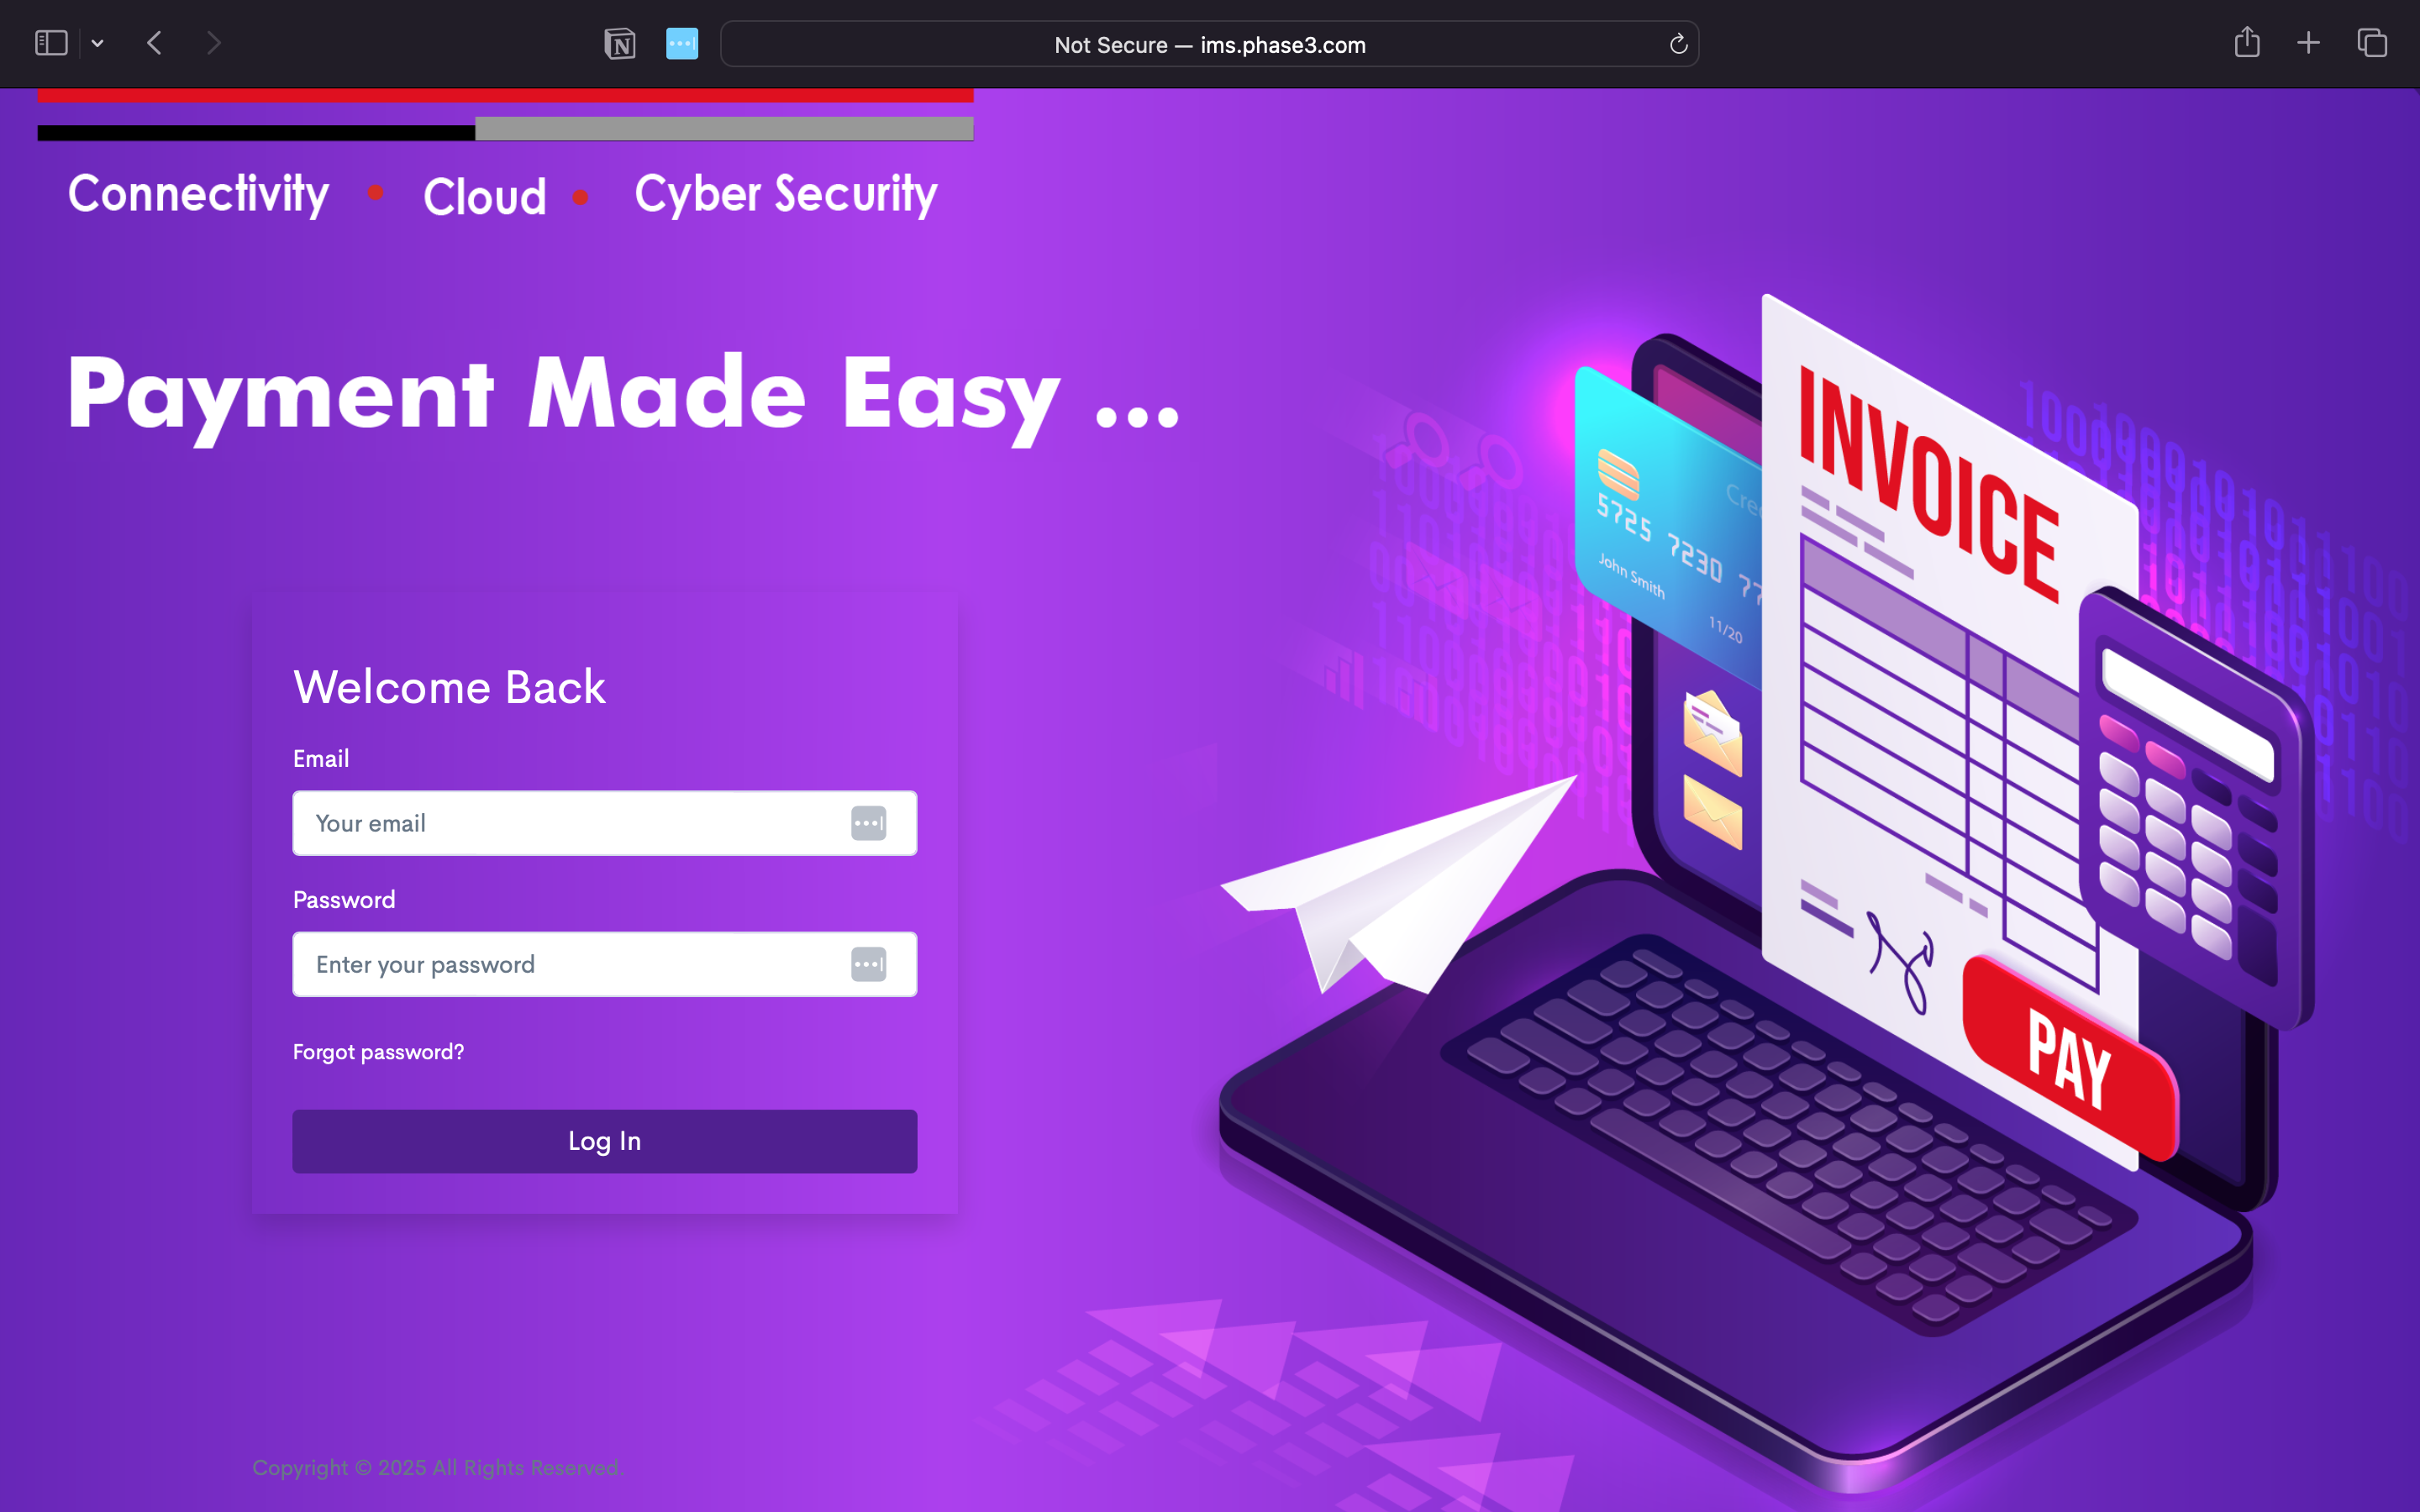 Not Secure — ims.phase3.com
Connectivity • Cloud • Cyber Security
Payment Made Easy ...
INVOICE
5725 7230
John Smith
11/20
Welcome Back
Email
Your email
Password
Enter your password
Forgot password?
Log In
PAY
Copyright © 2025 All Rights Reserved.